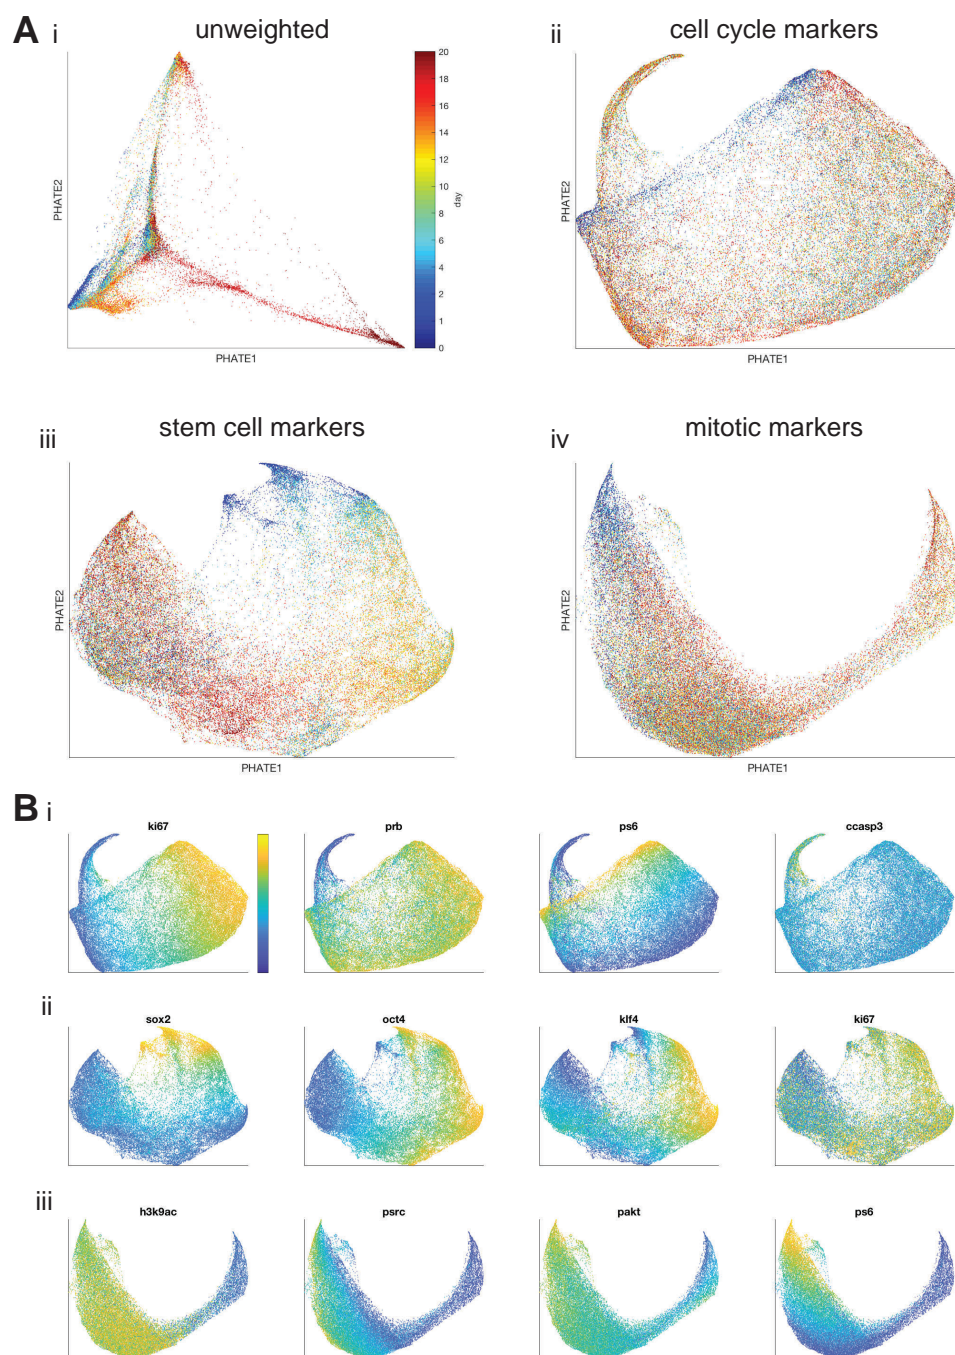 A i unweighted
ii cell cycle markers
PHATE2
20
18
16
14
12
10
8
6
4
2
0
day
PHATE1
PHATE2
PHATE1
iii stem cell markers
iv mitotic markers
PHATE2
PHATE1
PHATE2
PHATE1
B i
ki67 prb ps6 ccasp3
ii
sox2 oct4 klf4 ki67
iii
h3k9ac psrc pakt ps6